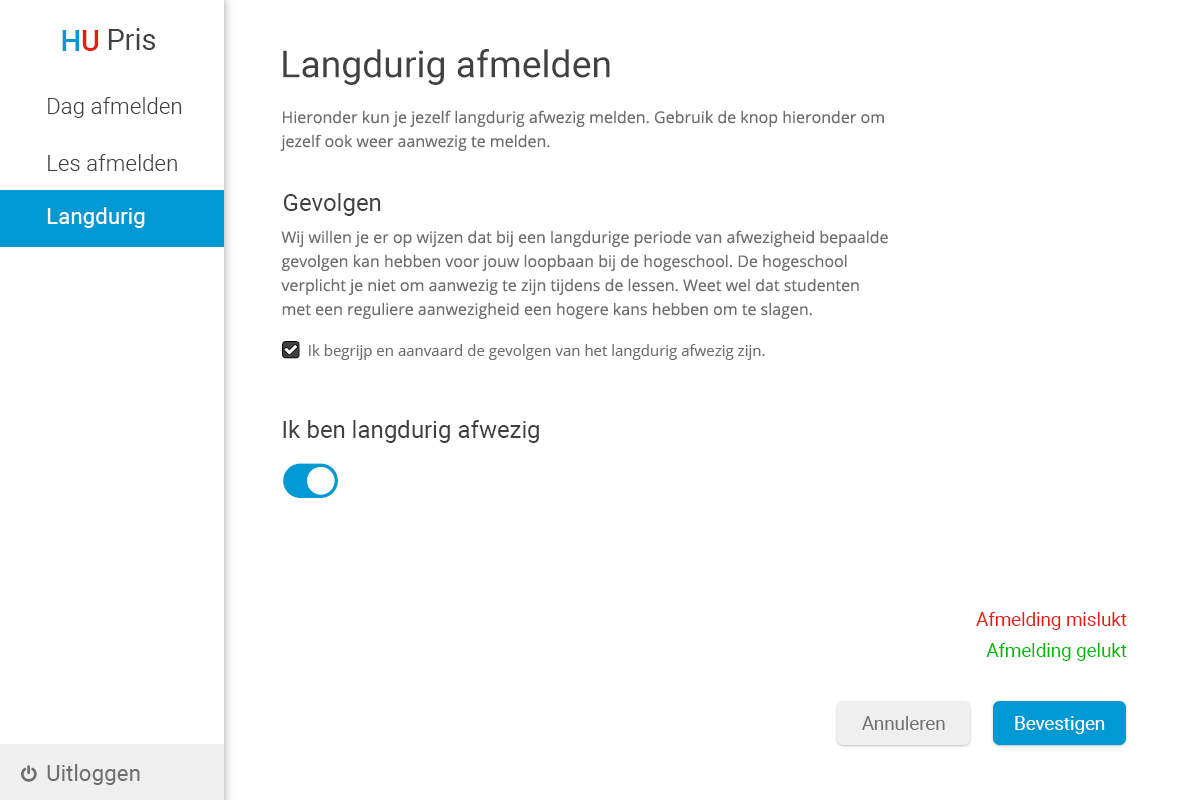 HU Pris
Dag afmelden
Les afmelden
Langdurig
Uitloggen
Langdurig afmelden
Hieronder kun je jezelf langdurig afwezig melden. Gebruik de knop hieronder om
jezelf ook weer aanwezig te melden.
Gevolgen
Wij willen je er op wijzen dat bij een langdurige periode van afwezigheid bepaalde
gevolgen kan hebben voor jouw loopbaan bij de hogeschool. De hogeschool
verplicht je niet om aanwezig te zijn tijdens de lessen. Weet wel dat studenten
met een reguliere aanwezigheid een hogere kans hebben om te slagen.
Ik begrijp en aanvaard de gevolgen van het langdurig afwezig zijn.
Ik ben langdurig afwezig
Afmelding mislukt
Afmelding gelukt
Annuleren
Bevestigen